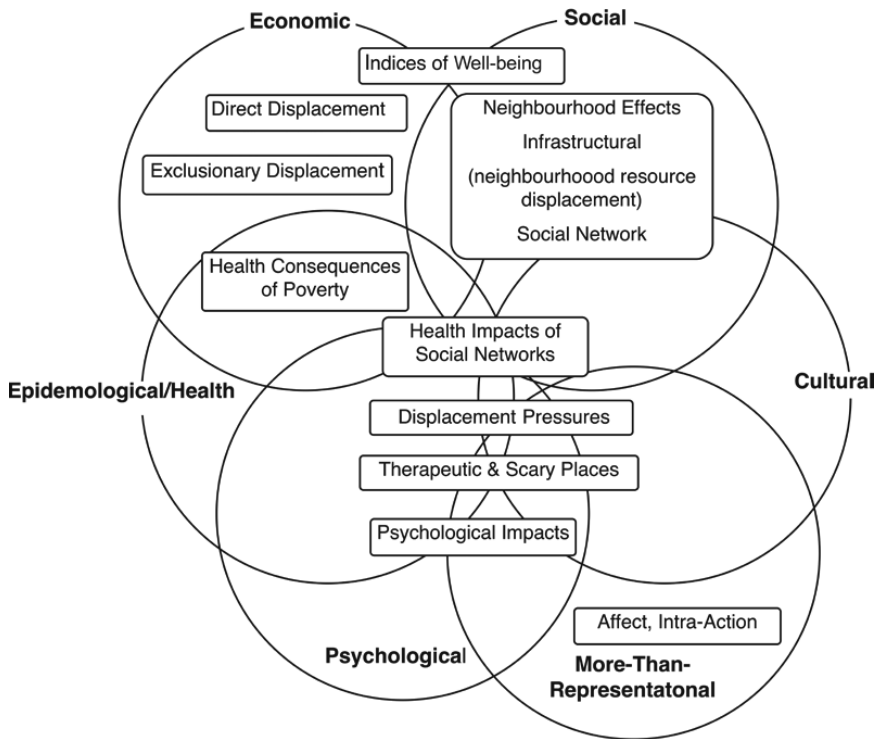 Economic
Social
Indices of Well-being
Direct Displacement
Neighbourhood Effects
Infrastructural
(neighbourhoood resource
displacement)
Social Network
Exclusionary Displacement
Health Consequences
of Poverty
Health Impacts of
Social Networks
Epidemological/Health
Cultural
Displacement Pressures
Therapeutic & Scary Places
Psychological Impacts
Affect, Intra-Action
Psychological
More-Than-
Representatonal